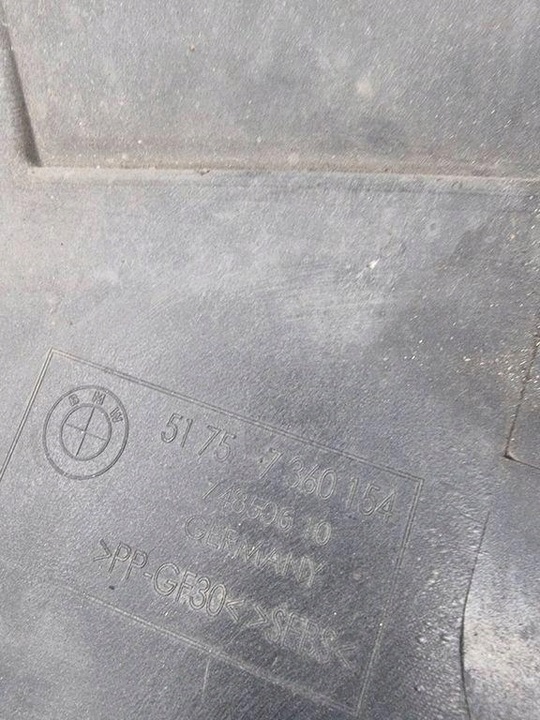 BMW
51 75 7 360 154
GERMANY
>PP-GF30<